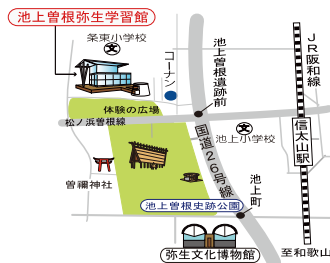 池上曽根弥生学習館
条東小学校
コーナン
池上曽根遺跡前
JR阪和線
体験の広場
松ノ浜曽根線
国道26号線
池上小学校
信太山駅
曽禰神社
池上町
池上曽根史跡公園
弥生文化博物館
至和歌山